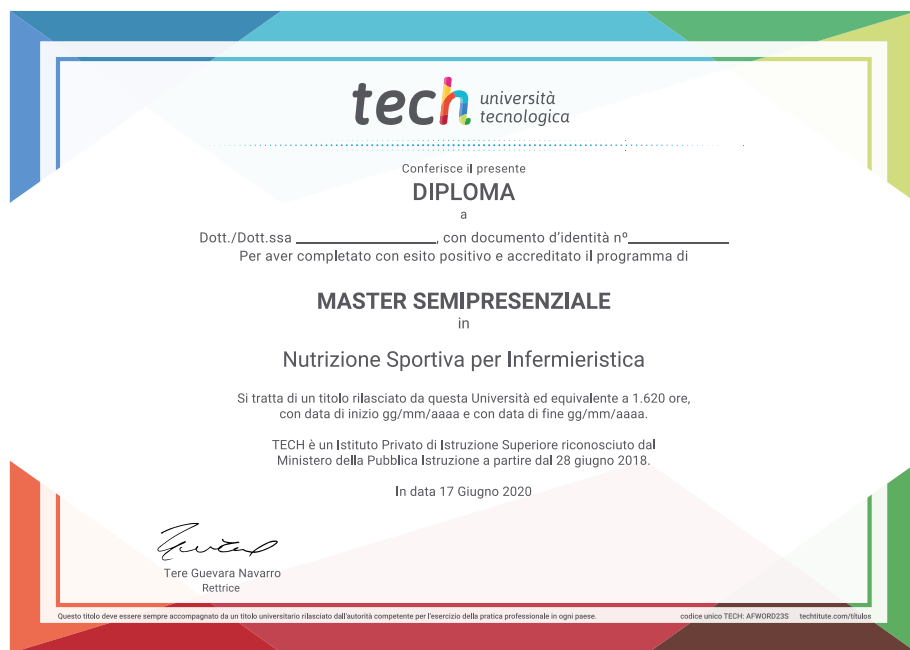 tech università
tecnologica
Conferisce il presente
DIPLOMA
a
Dott./Dott.ssa ____________________, con documento d'identità nº______________
Per aver completato con esito positivo e accreditato il programma di
MASTER SEMIPRESENZIALE
in
Nutrizione Sportiva per Infermieristica
Si tratta di un titolo rilasciato da questa Università ed equivalente a 1.620 ore,
con data di inizio gg/mm/aaaa e con data di fine gg/mm/aaaa.
TECH è un Istituto Privato di Istruzione Superiore riconosciuto dal
Ministero della Pubblica Istruzione a partire dal 28 giugno 2018.
In data 17 Giugno 2020
Tere Guevara Navarro
Rettrice
Questo titolo deve essere sempre accompagnato da un titolo universitario rilasciato dall'autorità competente per l'esercizio della pratica professionale in ogni paese.
codice unico TECH: AFWORD23S techtitute.com/titulos